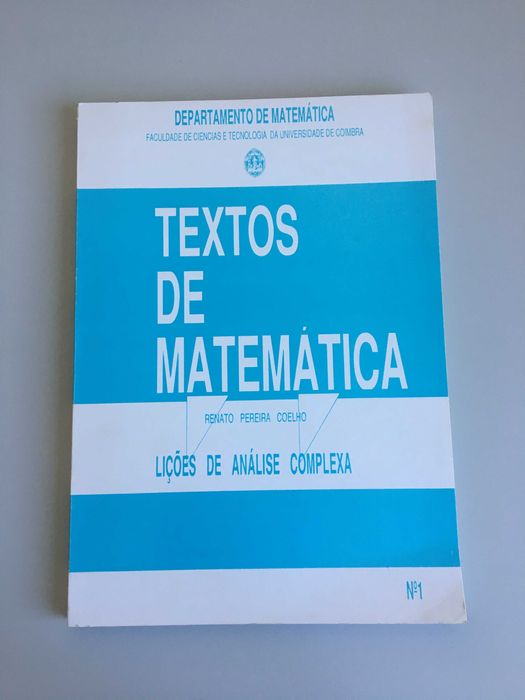 DEPARTAMENTO DE MATEMÁTICA
FACULDADE DE CIENCIAS E TECNOLOGIA DA UNIVERSIDADE DE COIMBRA
TEXTOS
DE
MATEMÁTICA
RENATO PEREIRA COELHO
LIÇÕES DE ANÁLISE COMPLEXA
Nº1